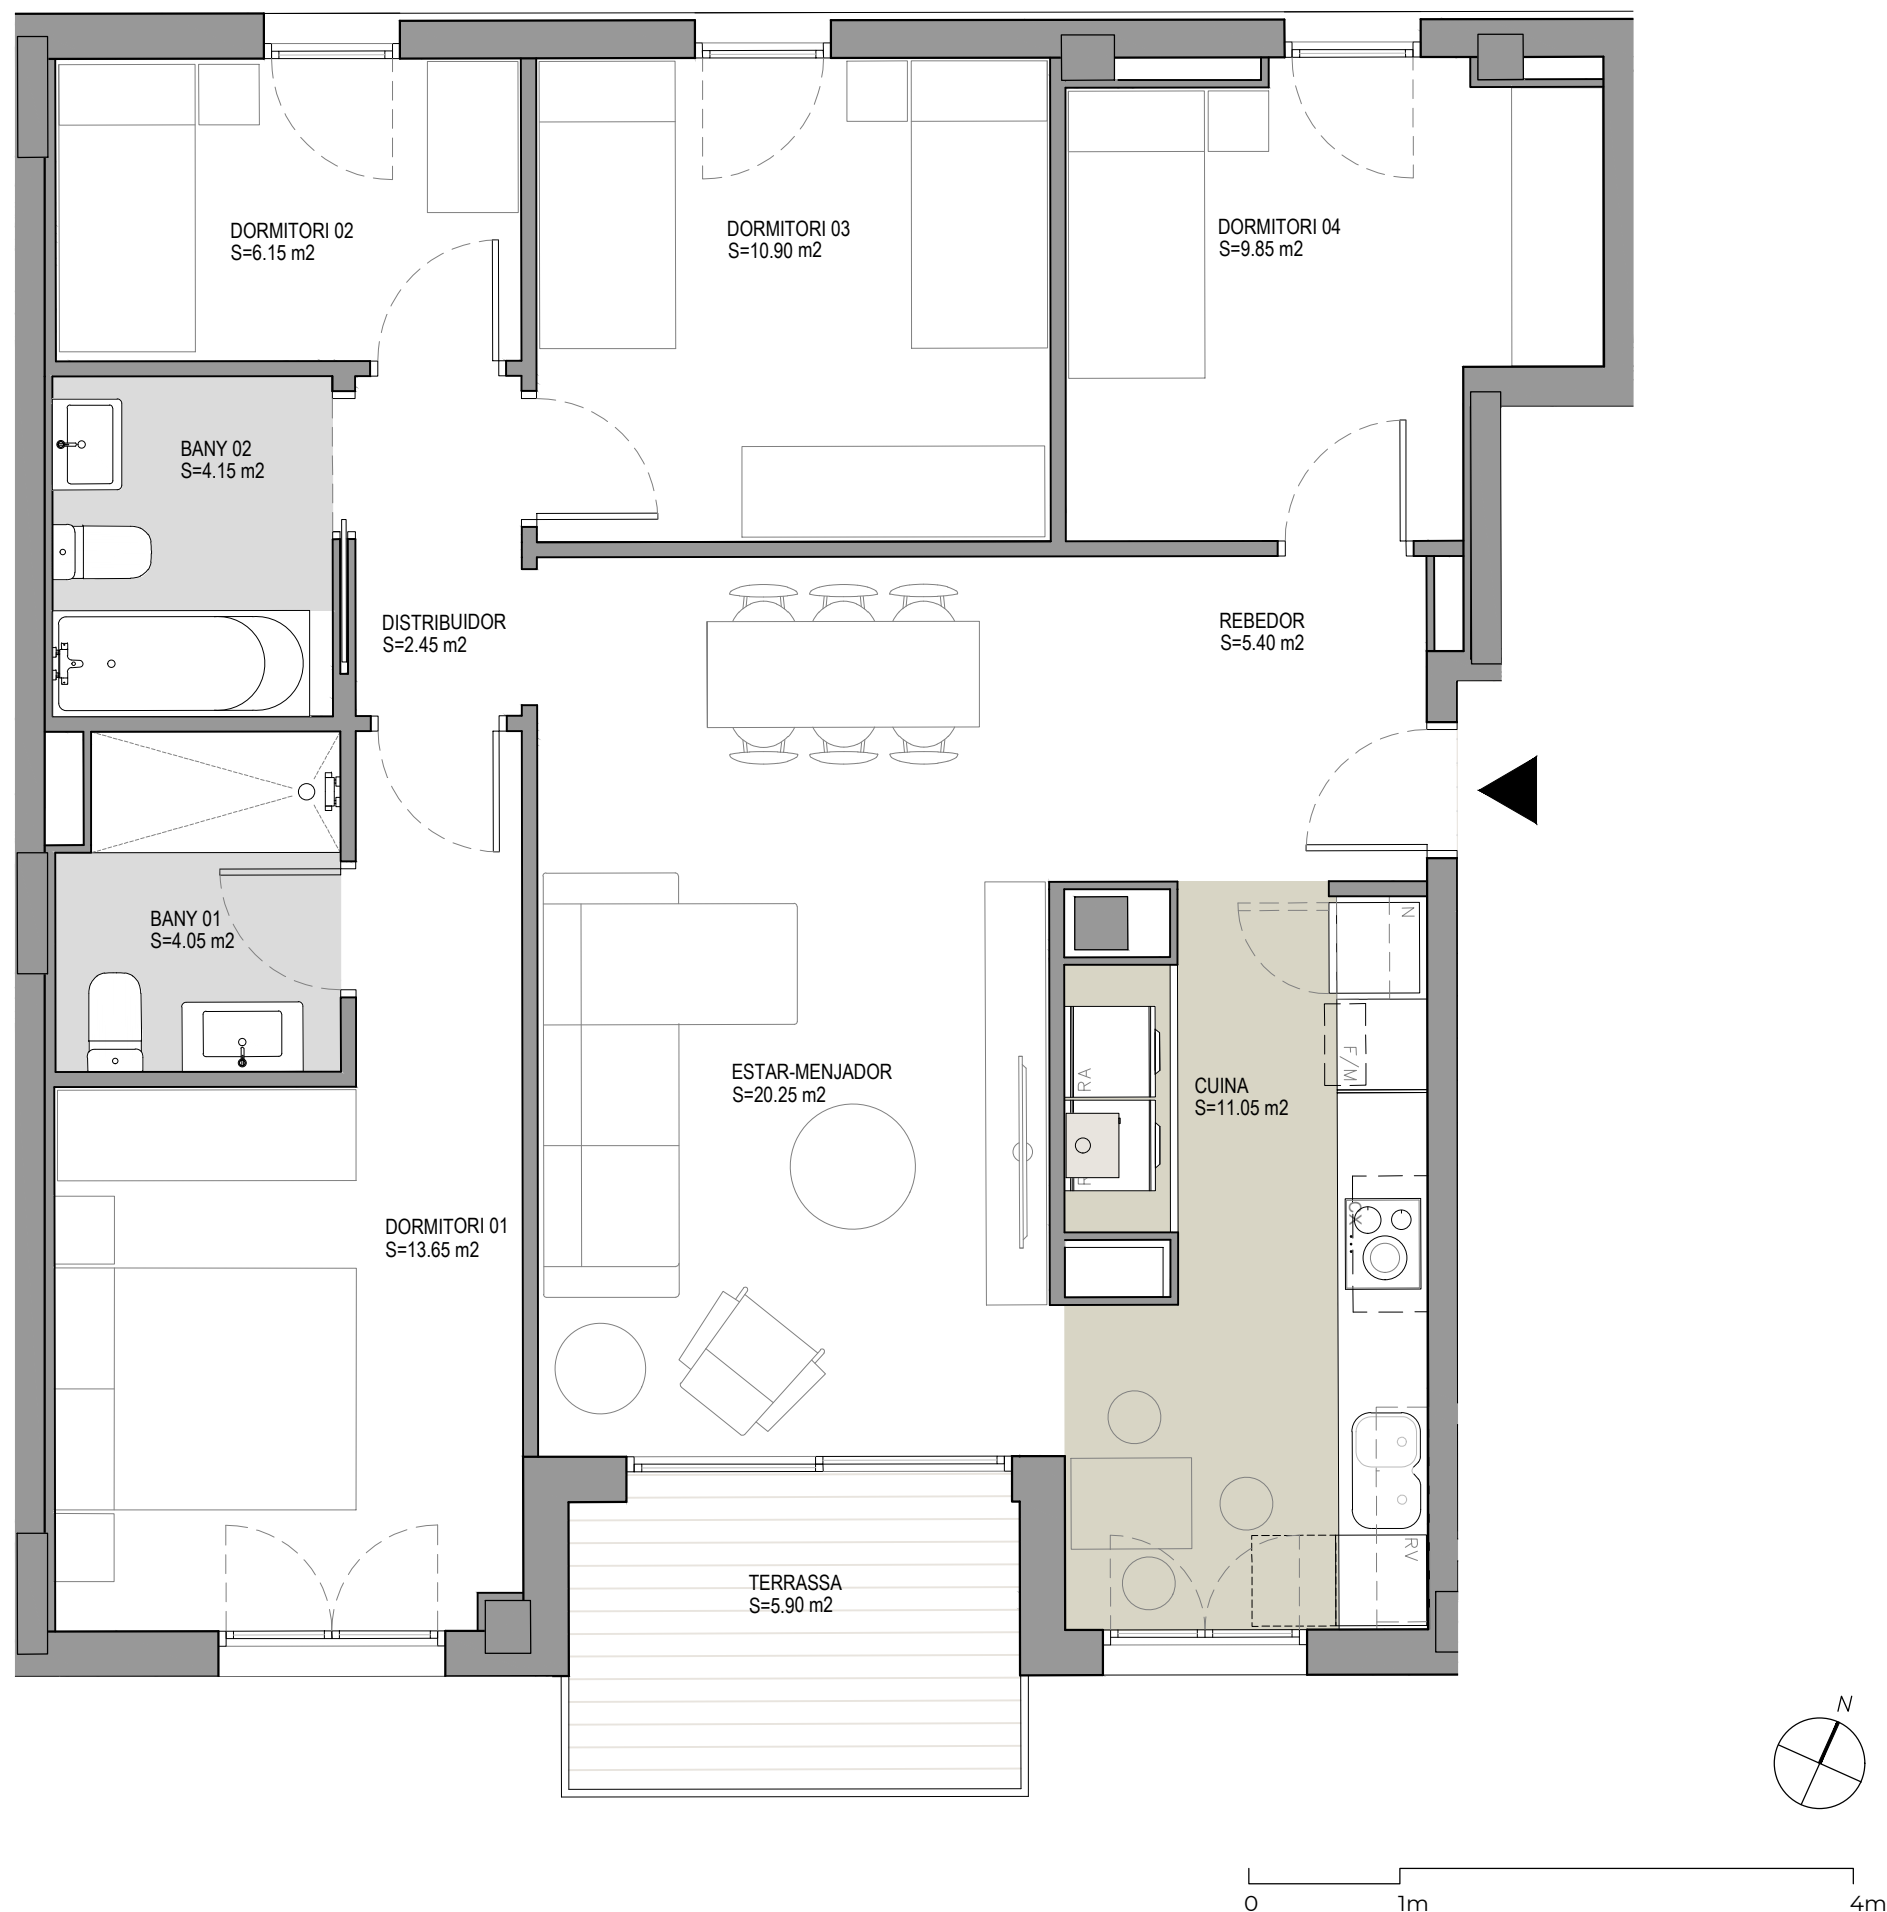 DORMITORI 02
S=6.15 m2
DORMITORI 03
S=10.90 m2
DORMITORI 04
S=9.85 m2
BANY 02
S=4.15 m2
DISTRIBUIDOR
S=2.45 m2
REBEDOR
S=5.40 m2
BANY 01
S=4.05 m2
N
F/M
ESTAR-MENJADOR
S=20.25 m2
RA
CUINA
S=11.05 m2
DORMITORI 01
S=13.65 m2
CX
RV
TERRASSA
S=5.90 m2
N
0 1m 4m